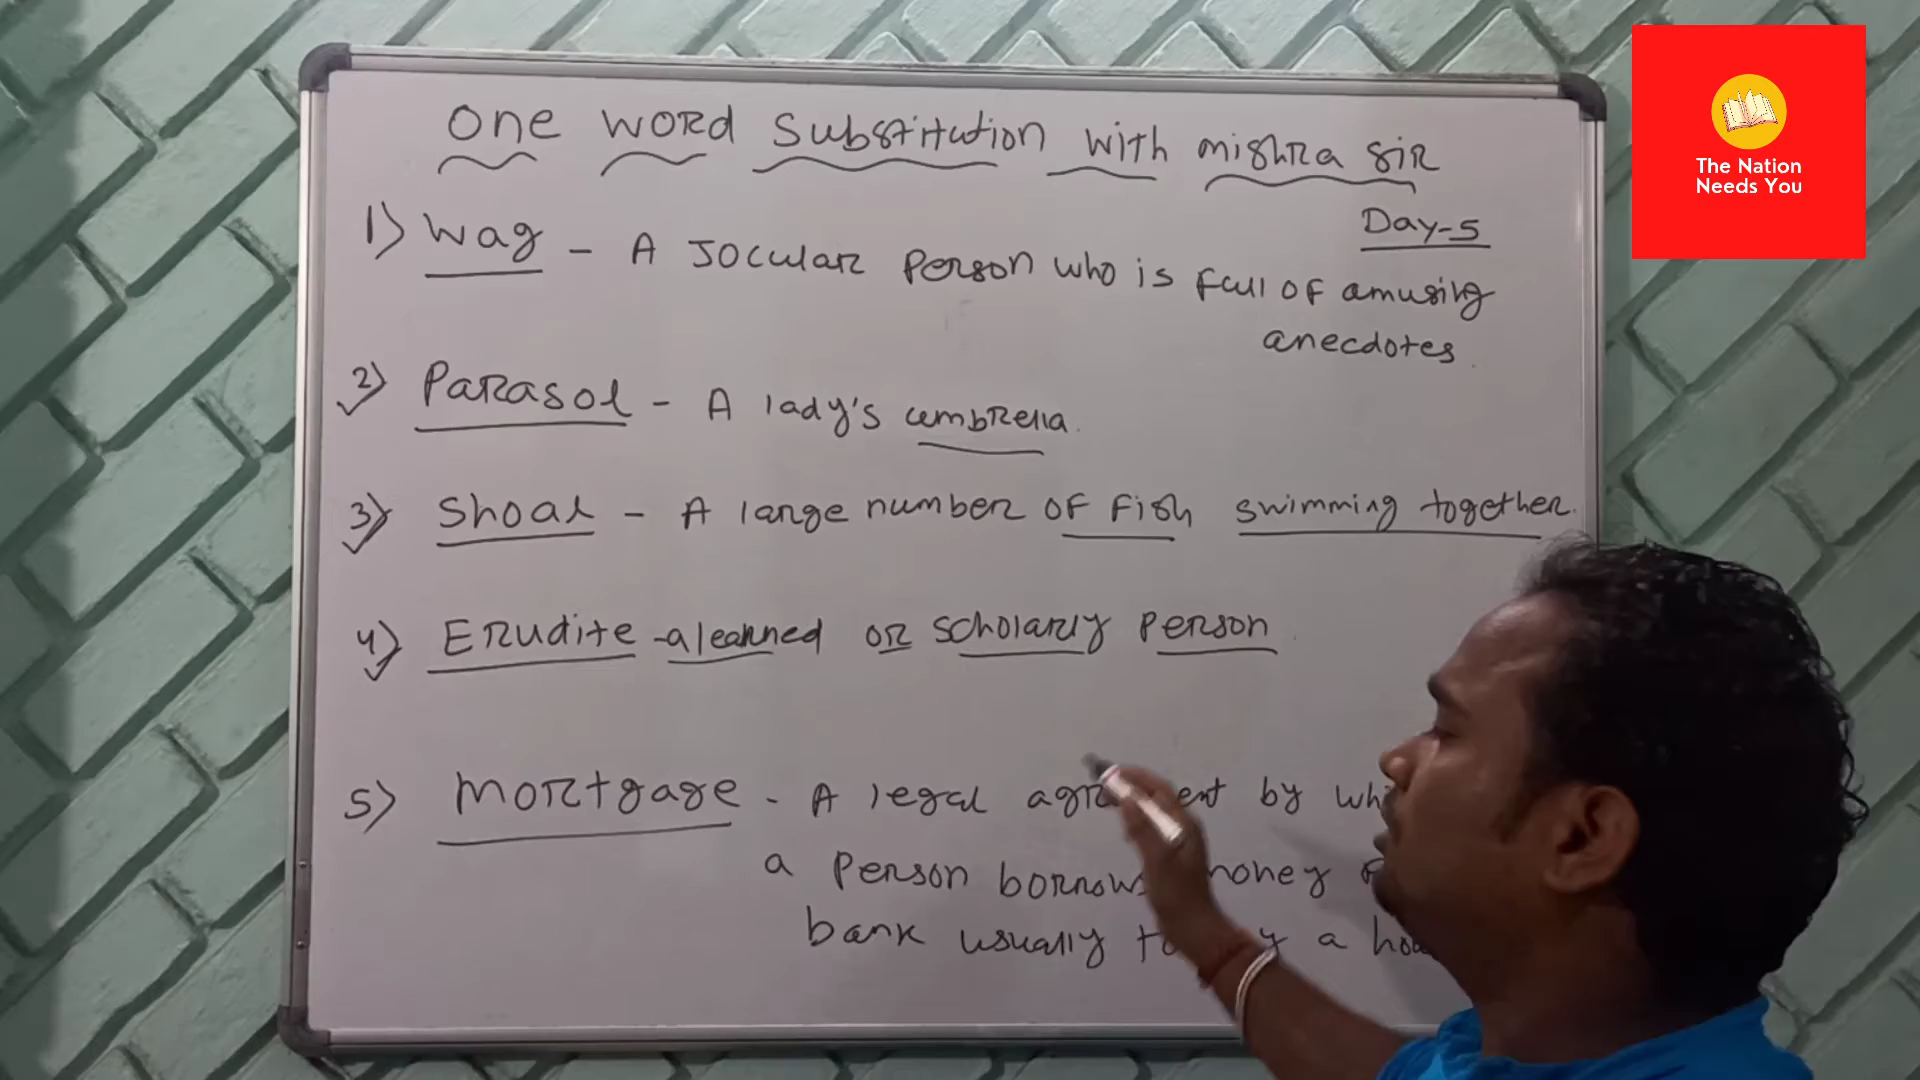 One word Substitution with mishra sir
Day-5
1) Wag - A Jocular Person who is full of amusing
anecdotes.
2) Parasol - A lady's umbrella.
3) Shoal - A large number of Fish swimming together.
4) Erudite - a learned or scholarly Person.
5) Mortgage - A legal by
a Person borrows money
bank usually a
The Nation
Needs You